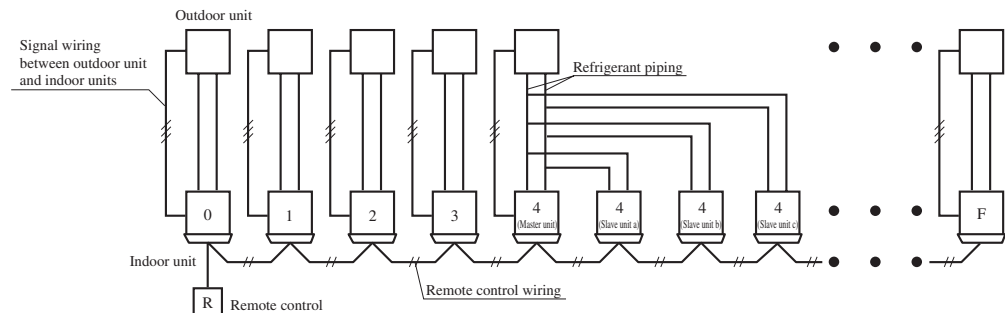 Outdoor unit
Signal wiring
between outdoor unit
and indoor units
Refrigerant piping
0
1
2
3
4
(Master unit)
4
(Slave unit a)
4
(Slave unit b)
4
(Slave unit c)
F
Indoor unit
Remote control wiring
R
Remote control